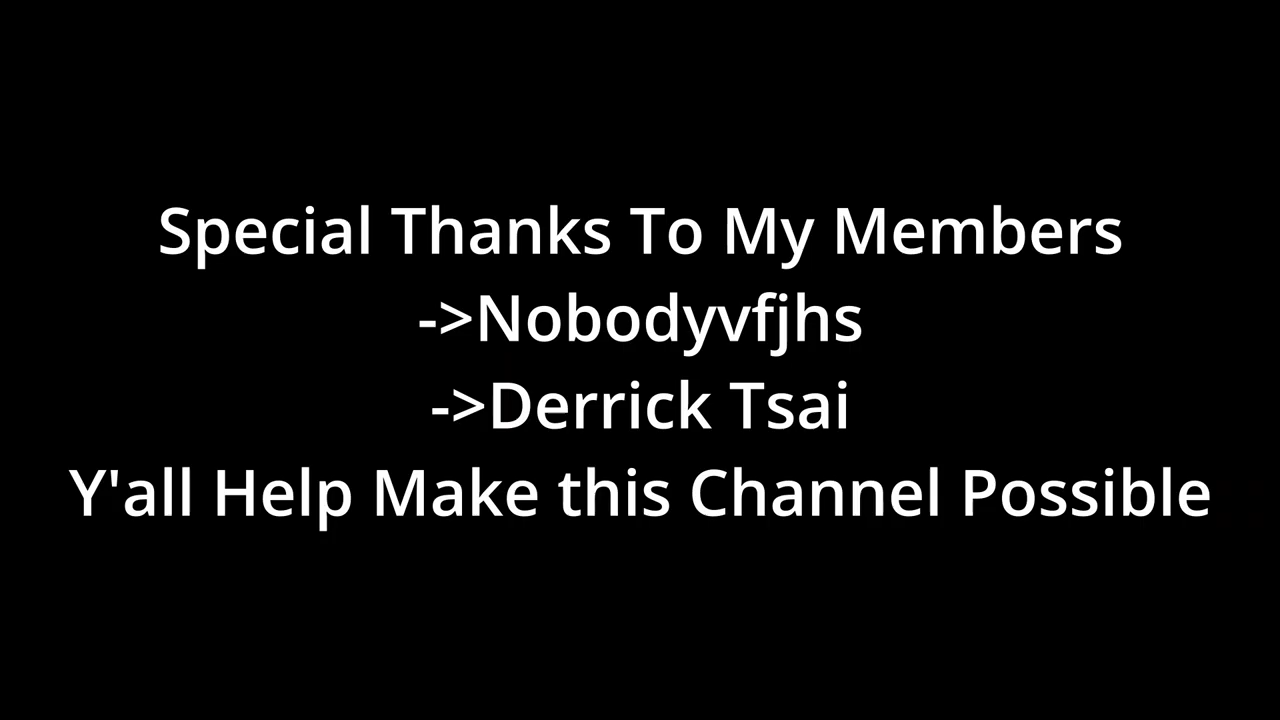 Special Thanks To My Members
->Nobodyvfjhs
->Derrick Tsai
Y'all Help Make this Channel Possible